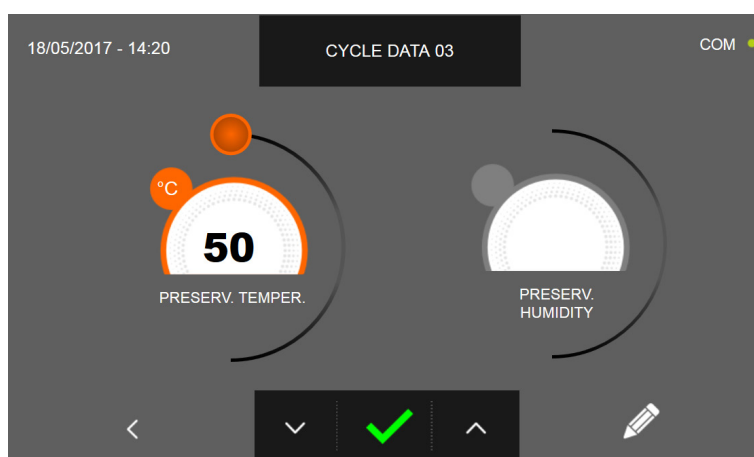 18/05/2017 - 14:20
CYCLE DATA 03
COM
°C
50
PRESERV. TEMPER.
PRESERV.
HUMIDITY